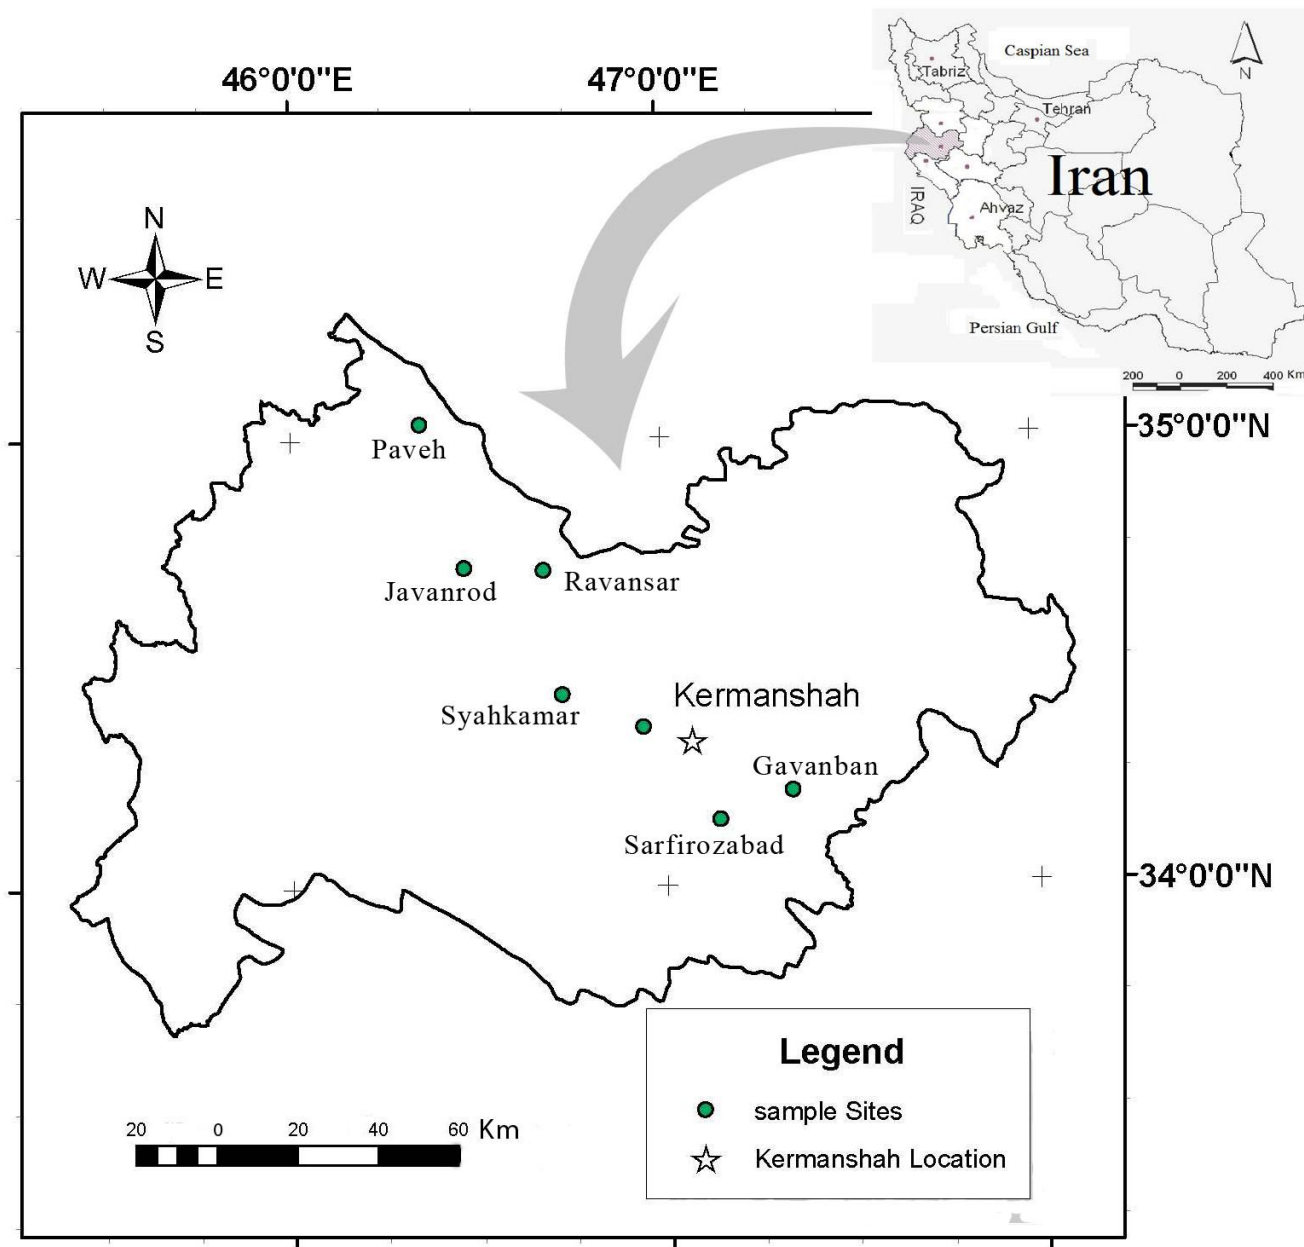 46°0'0"E
47°0'0"E
Caspian Sea
N
Tabriz
Tehran
Iran
IRAQ
Ahvaz
Persian Gulf
200 0 200 400 Km
N
W E
S
35°0'0"N
Paveh
Javanrod
Ravansar
Kermanshah
Syahkamar
Gavanban
Sarfirozabad
34°0'0"N
Legend
sample Sites
Kermanshah Location
20 0 20 40 60 Km